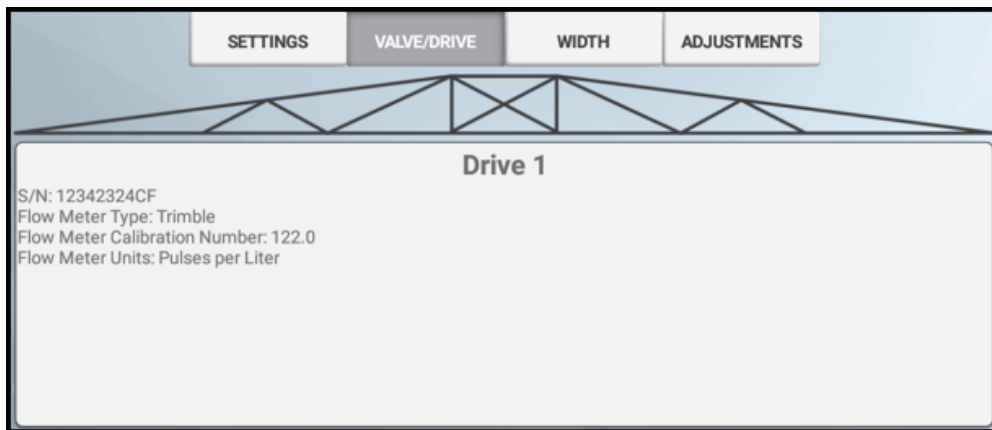 SETTINGS VALVE/DRIVE WIDTH ADJUSTMENTS
Drive 1
S/N: 12342324CF
Flow Meter Type: Trimble
Flow Meter Calibration Number: 122.0
Flow Meter Units: Pulses per Liter